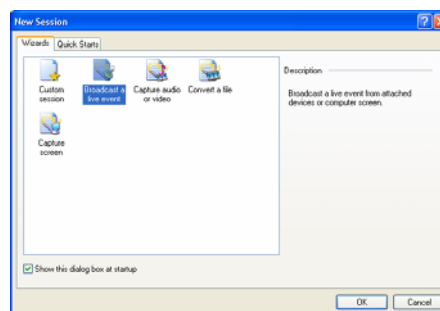 New Session
Wizards Quick Starts
Custom session
Broadcast a live event
Capture audio or video
Convert a file
Capture screen
Description
Broadcast a live event from attached
devices or computer screen.
Show this dialog box at startup
OK Cancel